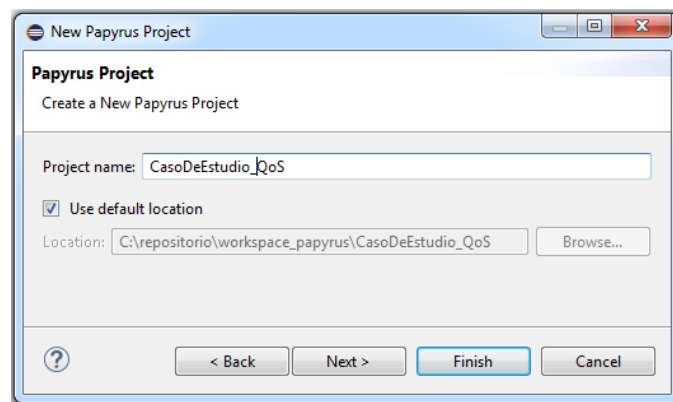 New Papyrus Project
Papyrus Project
Create a New Papyrus Project
Project name: CasoDeEstudio_QoS
Use default location
Location: C:\repositorio\workspace_papyrus\CasoDeEstudio_QoS Browse...
? < Back Next > Finish Cancel